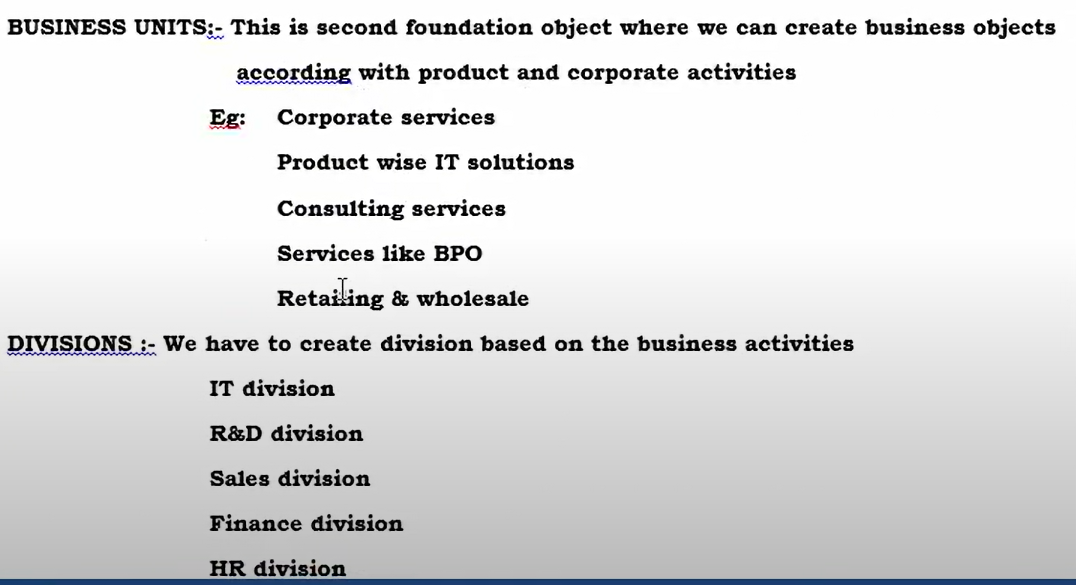 BUSINESS UNITS:- This is second foundation object where we can create business objects
according with product and corporate activities
Eg: Corporate services
Product wise IT solutions
Consulting services
Services like BPO
Retailing & wholesale
DIVISIONS :- We have to create division based on the business activities
IT division
R&D division
Sales division
Finance division
HR division